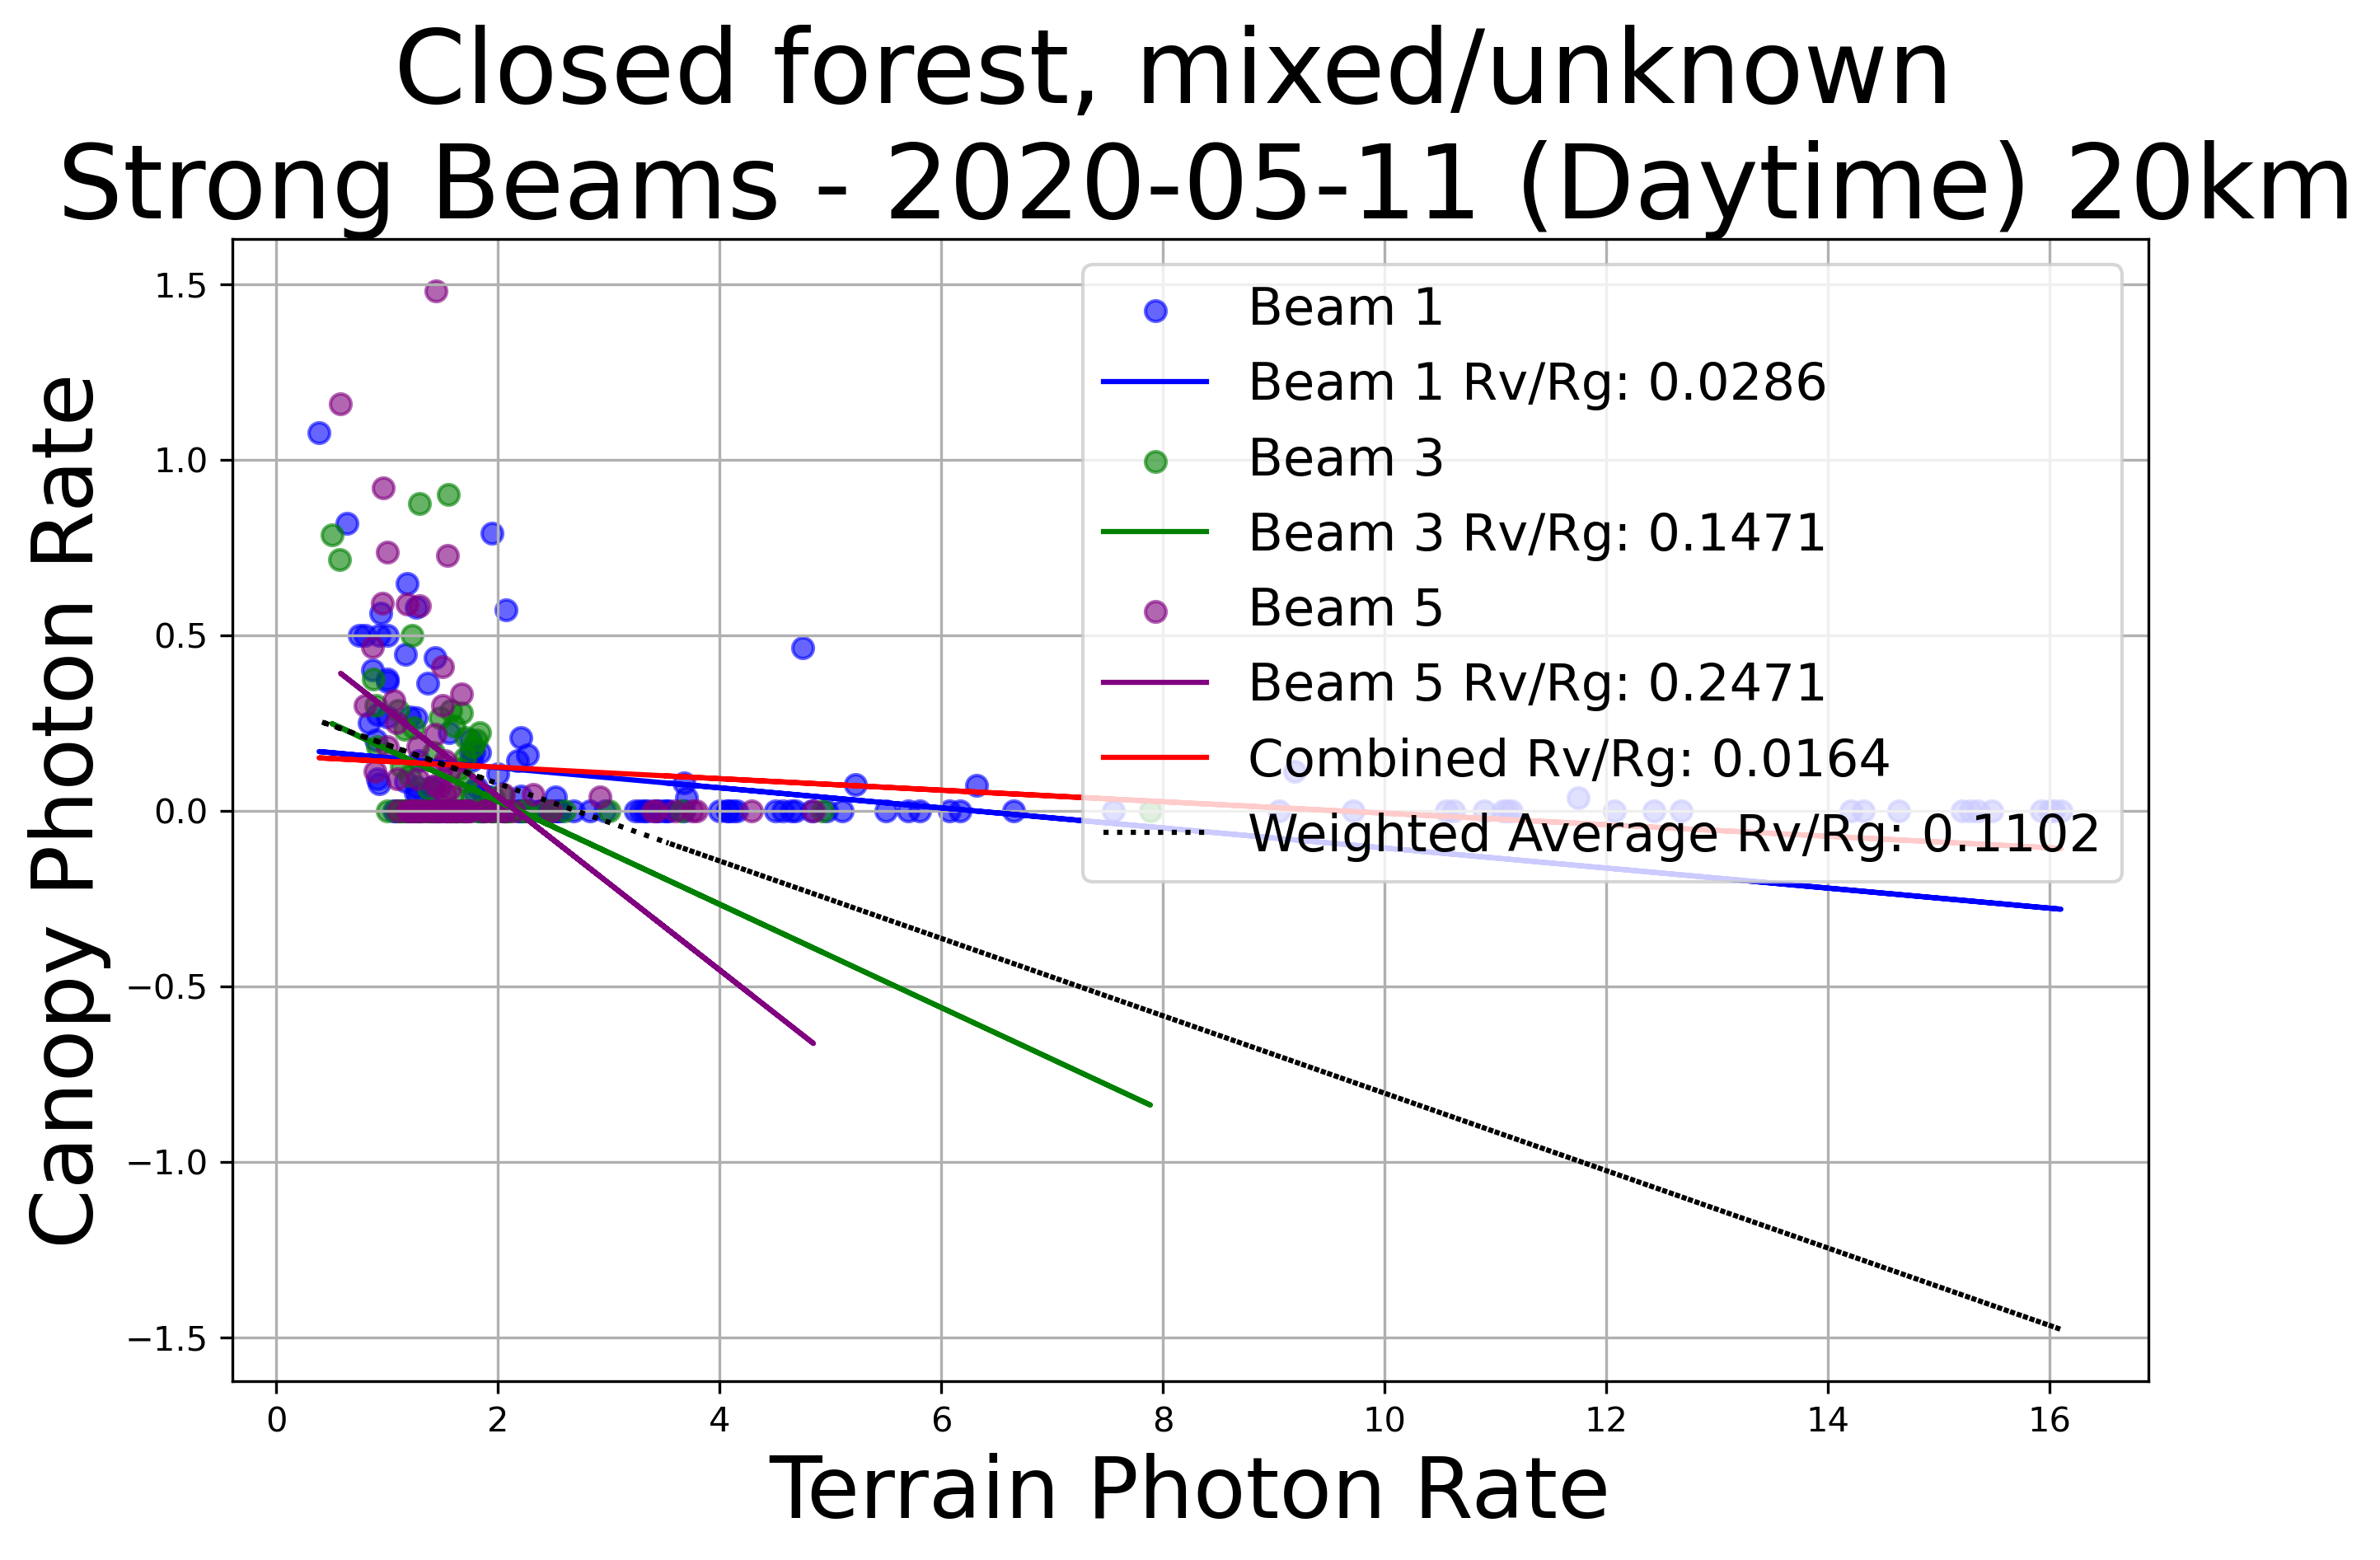 Closed forest, mixed/unknown
Strong Beams - 2020-05-11 (Daytime) 20km
Canopy Photon Rate
1.5
1.0
0.5
0.0
−0.5
−1.0
−1.5
Beam 1
Beam 1 Rv/Rg: 0.0286
Beam 3
Beam 3 Rv/Rg: 0.1471
Beam 5
Beam 5 Rv/Rg: 0.2471
Combined Rv/Rg: 0.0164
Weighted Average Rv/Rg: 0.1102
0 2 4 6 8 10 12 14 16
Terrain Photon Rate